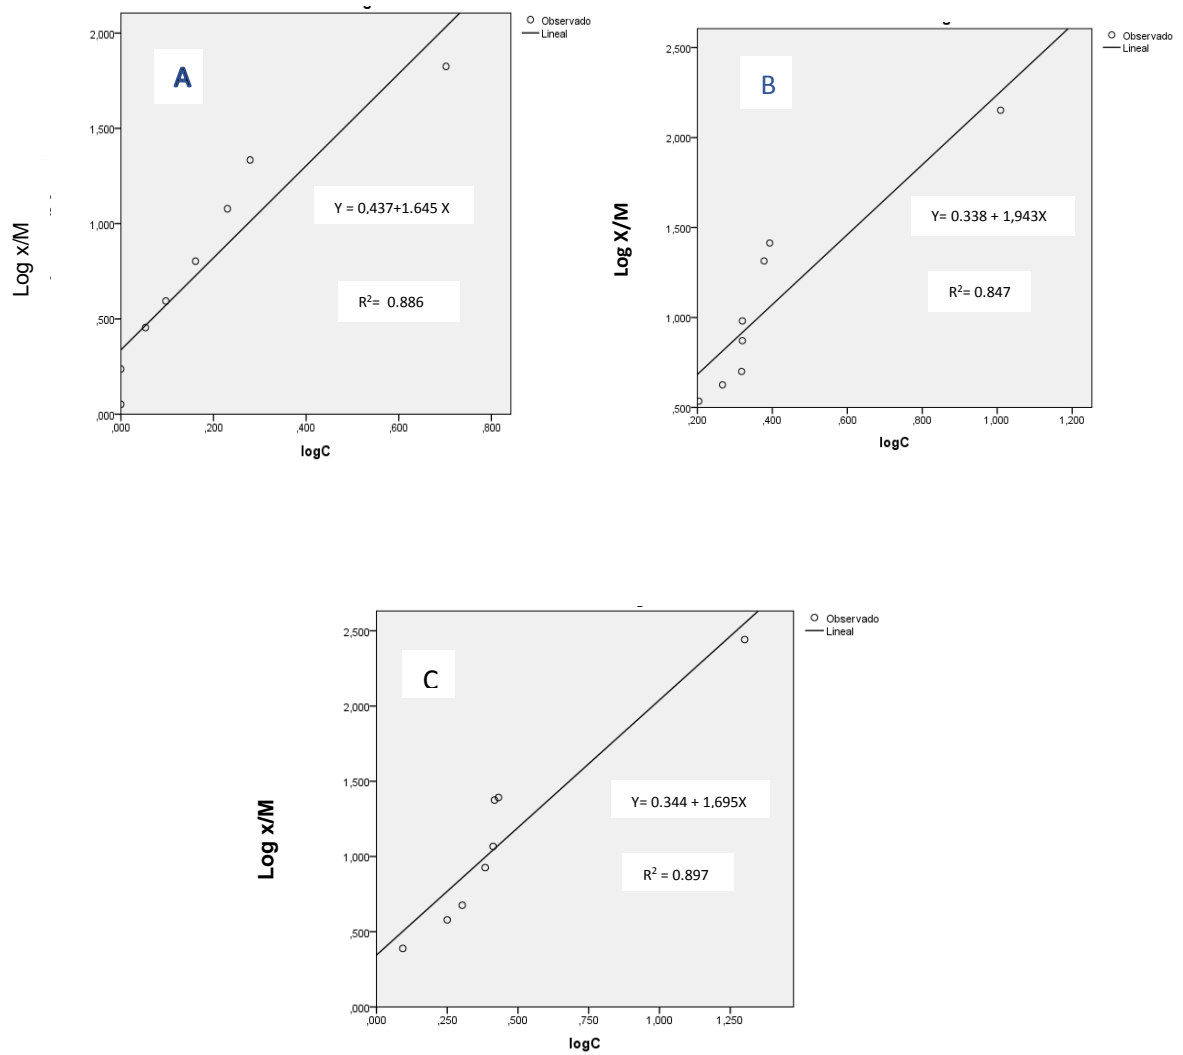 Observado
Lineal
A
2,000
1,500
1,000
,500
,000
Log x/M
Y = 0,437+1.645 X
R²= 0.886
,000 ,200 ,400 ,600 ,800
logC
Observado
Lineal
B
2,500
2,000
1,500
1,000
,500
Log X/M
Y= 0.338 + 1,943X
R²= 0.847
,200 ,400 ,600 ,800 1,000 1,200
logC
Observado
Lineal
C
2,500
2,000
1,500
1,000
,500
,000
Log x/M
Y= 0.344 + 1,695X
R² = 0.897
,000 ,250 ,500 ,750 1,000 1,250
logC